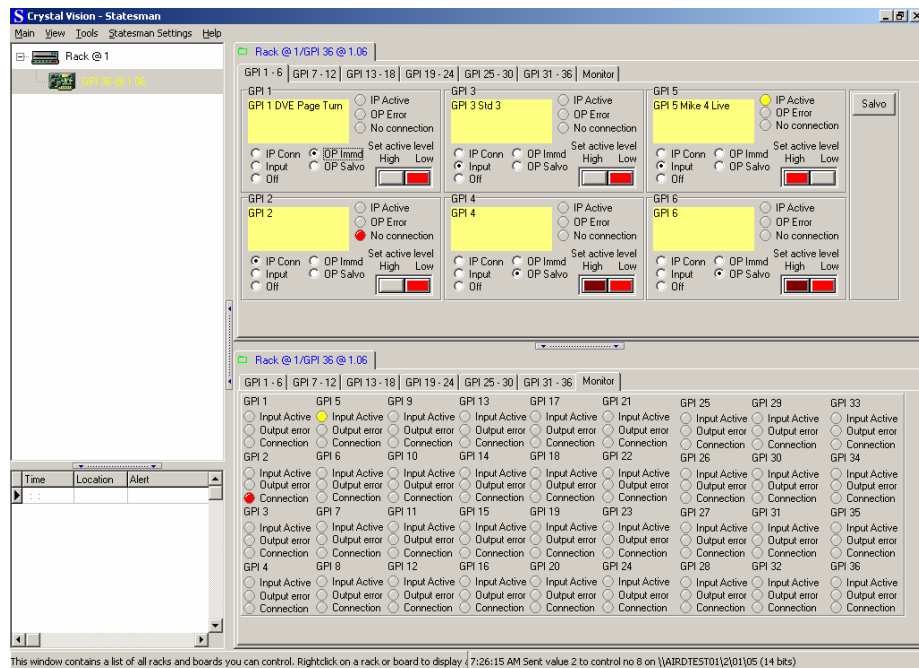 S Crystal Vision - Statesman
Main View Tools Statesman Settings Help
Rack @ 1
GPI 36 @ 1.06
Rack @ 1/GPI 36 @ 1.06
GPI 1 - 6 GPI 7 - 12 GPI 13 - 18 GPI 19 - 24 GPI 25 - 30 GPI 31 - 36 Monitor
GPI 1
GPI 1 DVE Page Turn
IP Active
OP Error
No connection
IP Conn OP Immd
Input OP Salvo
Off
Set active level
High Low
GPI 3
GPI 3 Std 3
IP Active
OP Error
No connection
IP Conn OP Immd
Input OP Salvo
Off
Set active level
High Low
GPI 5
GPI 5 Mike 4 Live
IP Active
OP Error
No connection
IP Conn OP Immd
Input OP Salvo
Off
Set active level
High Low
Salvo
GPI 2
GPI 2
IP Active
OP Error
No connection
IP Conn OP Immd
Input OP Salvo
Off
Set active level
High Low
GPI 4
GPI 4
IP Active
OP Error
No connection
IP Conn OP Immd
Input OP Salvo
Off
Set active level
High Low
GPI 6
GPI 6
IP Active
OP Error
No connection
IP Conn OP Immd
Input OP Salvo
Off
Set active level
High Low
Rack @ 1/GPI 36 @ 1.06
GPI 1 - 6 GPI 7 - 12 GPI 13 - 18 GPI 19 - 24 GPI 25 - 30 GPI 31 - 36 Monitor
GPI 1 GPI 5 GPI 9 GPI 13 GPI 17 GPI 21 GPI 25 GPI 29 GPI 33
Input Active Input Active Input Active Input Active Input Active Input Active Input Active Input Active Input Active
Output error Output error Output error Output error Output error Output error Output error Output error Output error
Connection Connection Connection Connection Connection Connection Connection Connection Connection
GPI 2 GPI 6 GPI 10 GPI 14 GPI 18 GPI 22 GPI 26 GPI 30 GPI 34
Input Active Input Active Input Active Input Active Input Active Input Active Input Active Input Active Input Active
Output error Output error Output error Output error Output error Output error Output error Output error Output error
Connection Connection Connection Connection Connection Connection Connection Connection Connection
GPI 3 GPI 7 GPI 11 GPI 15 GPI 19 GPI 23 GPI 27 GPI 31 GPI 35
Input Active Input Active Input Active Input Active Input Active Input Active Input Active Input Active Input Active
Output error Output error Output error Output error Output error Output error Output error Output error Output error
Connection Connection Connection Connection Connection Connection Connection Connection Connection
GPI 4 GPI 8 GPI 12 GPI 16 GPI 20 GPI 24 GPI 28 GPI 32 GPI 36
Input Active Input Active Input Active Input Active Input Active Input Active Input Active Input Active Input Active
Output error Output error Output error Output error Output error Output error Output error Output error Output error
Connection Connection Connection Connection Connection Connection Connection Connection Connection
Time Location Alert
: :
This window contains a list of all racks and boards you can control. Rightclick on a rack or board to display 7:26:15 AM Sent value 2 to control no 8 on \\AIRDTEST01\2\01\05 (14 bits)